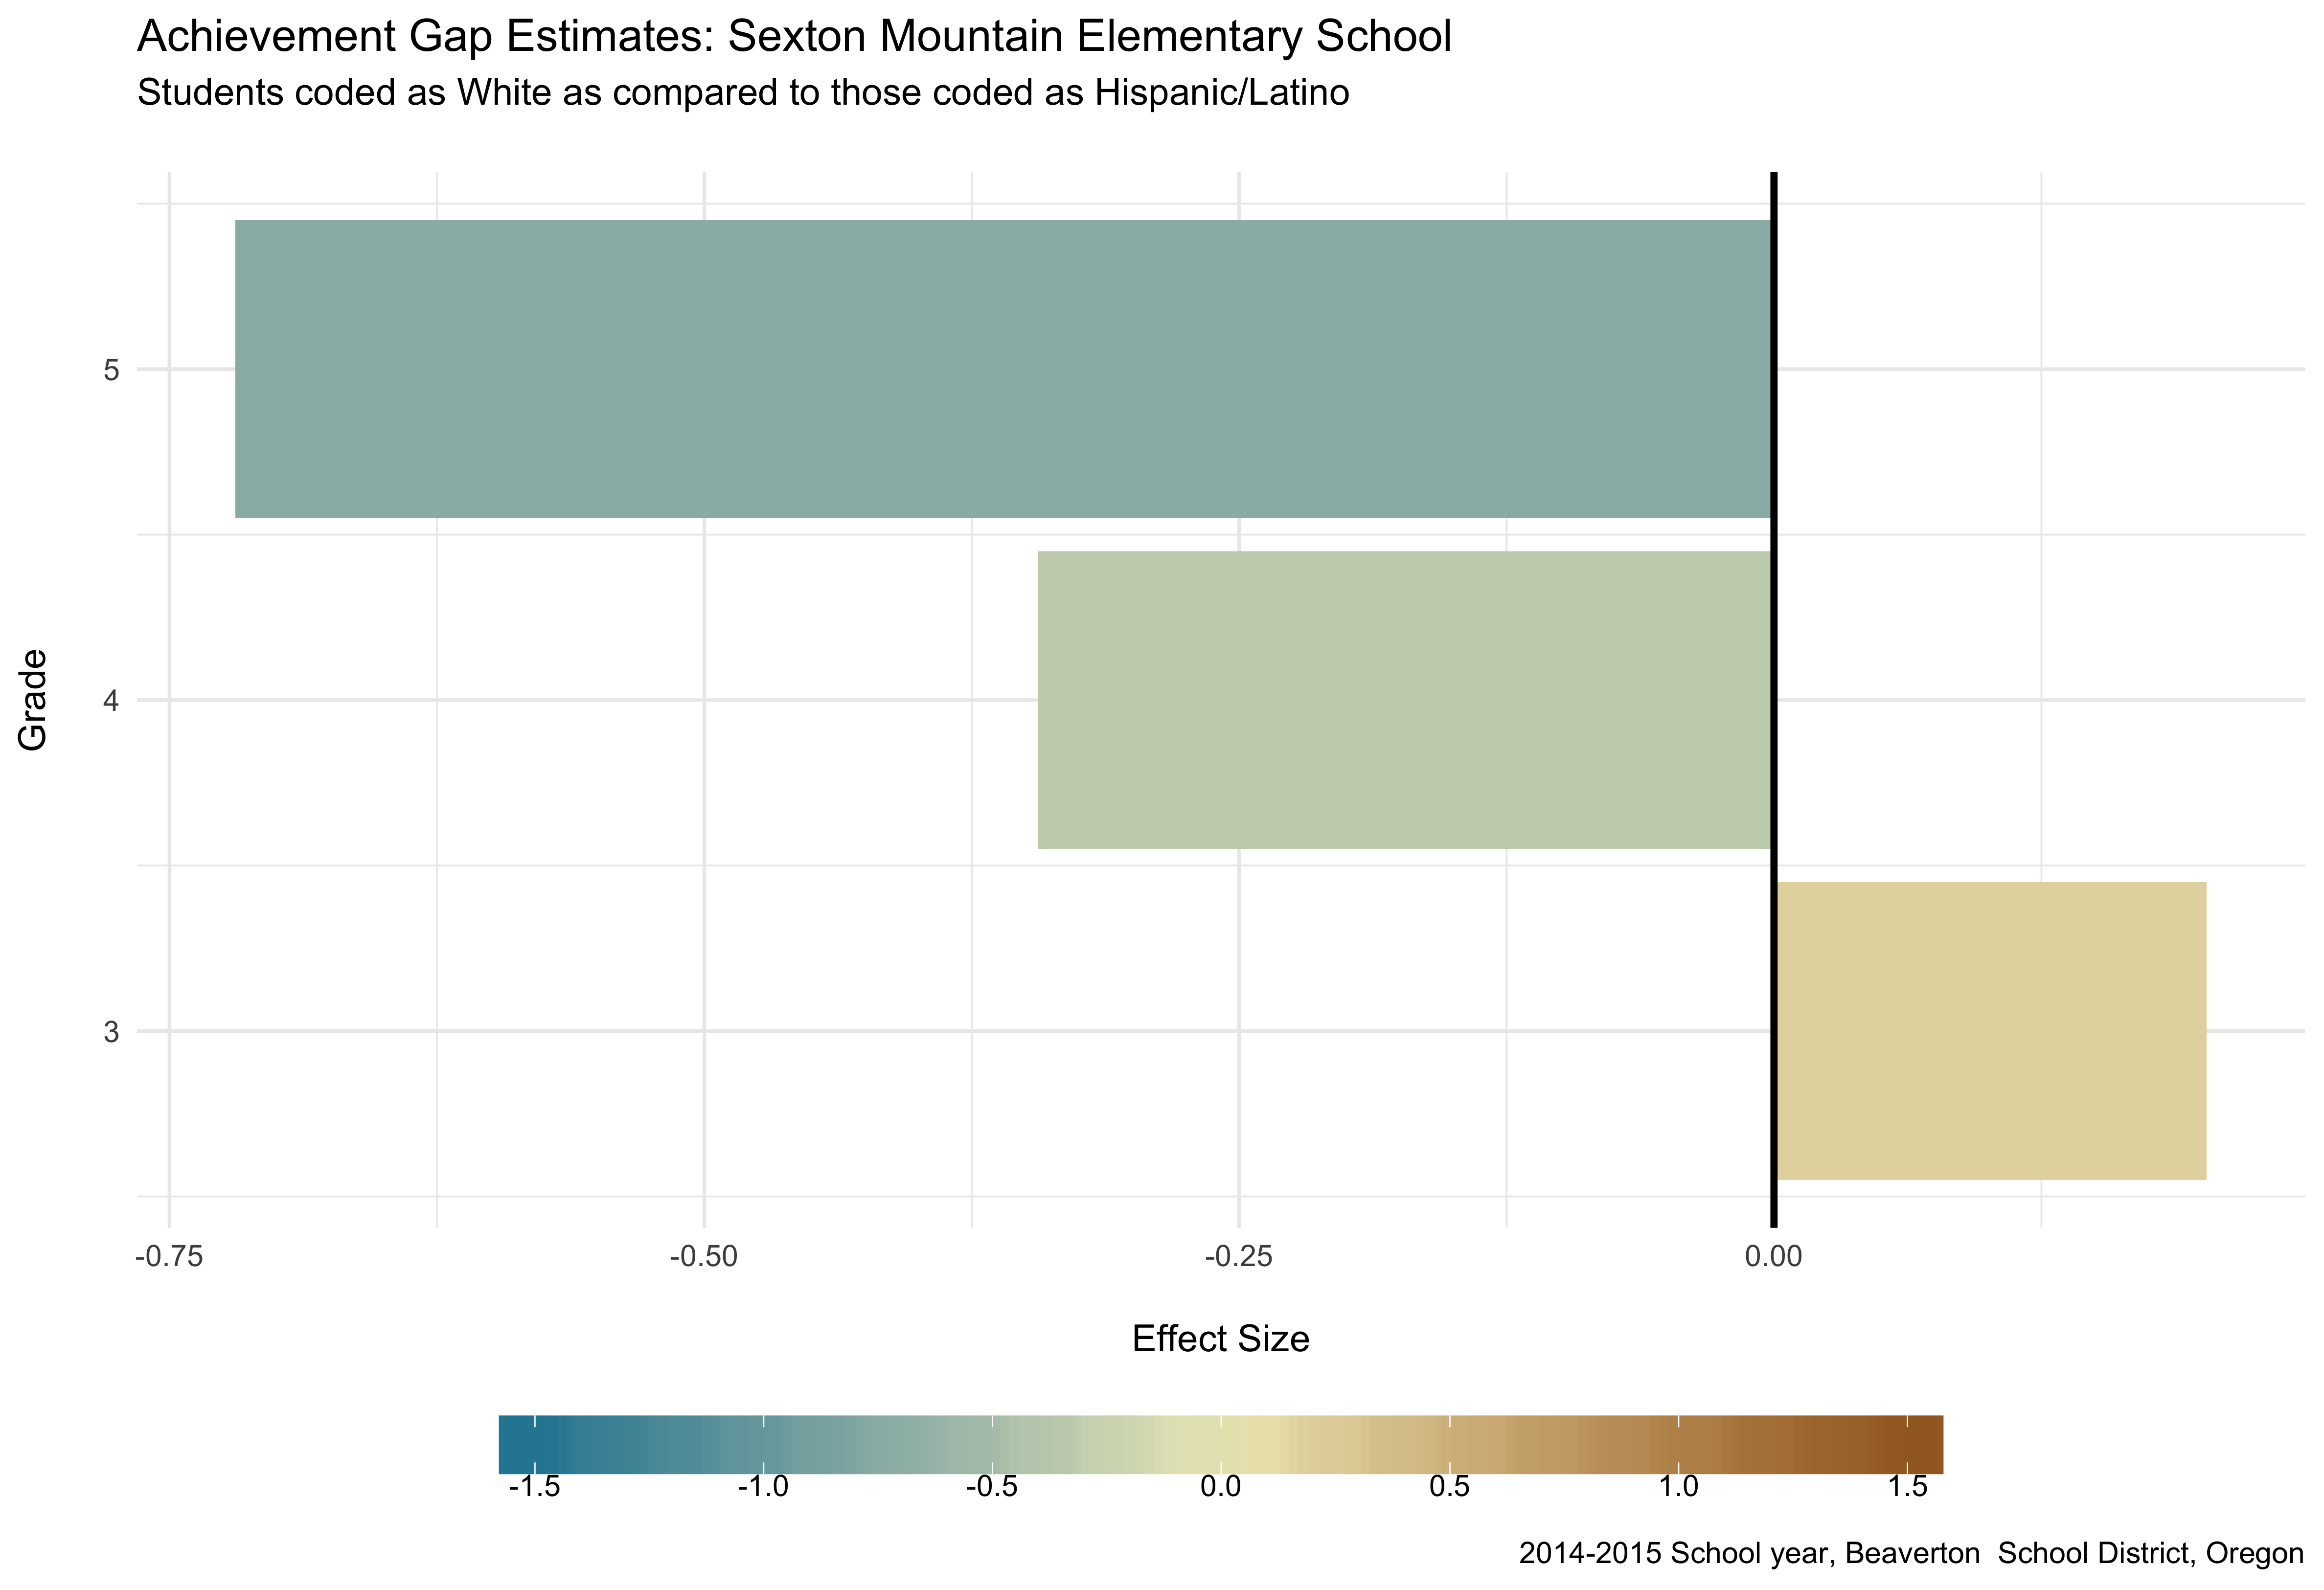 Achievement Gap Estimates: Sexton Mountain Elementary School
Students coded as White as compared to those coded as Hispanic/Latino
5
4
3
Grade
-0.75 -0.50 -0.25 0.00
Effect Size
-1.5 -1.0 -0.5 0.0 0.5 1.0 1.5
2014-2015 School year, Beaverton  School District, Oregon